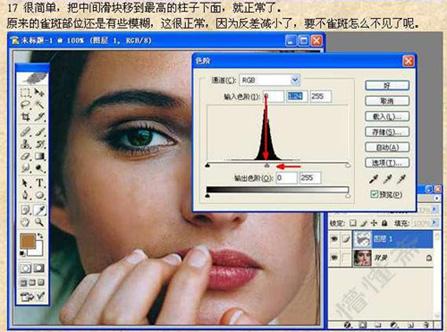 17 很简单，把中间滑块移到最高的柱子下面，就正常了。
原来的雀斑部位还是有些模糊，这很正常，因为反差减小了，要不雀斑怎么不见了呢。
未标题-1 @ 100% (图层 1, RGB/8)
色阶
通道(C): RGB
输入色阶(I): 0 1.24 255
输出色阶(O): 0 255
好
取消
载入(L)...
存储(S)...
自动(A)
选项(T)...
预览(P)
锁定: 填充: 100%
图层 1
背景